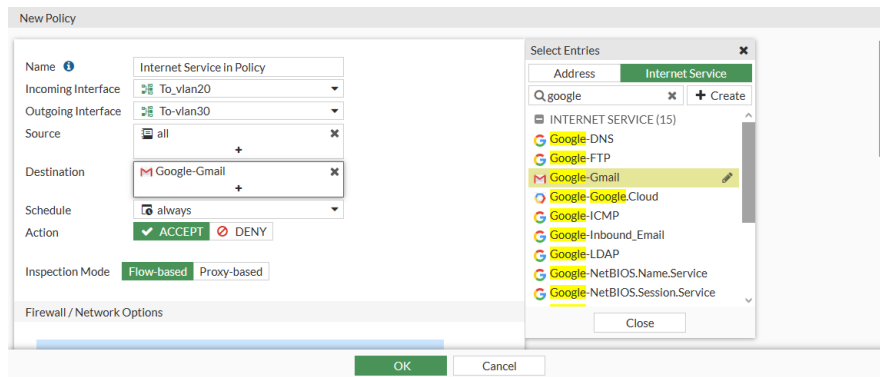 New Policy
Name
Internet Service in Policy
Incoming Interface
To_vlan20
Outgoing Interface
To-vlan30
Source
all
+
Destination
Google-Gmail
+
Schedule
always
Action
ACCEPT
DENY
Inspection Mode
Flow-based
Proxy-based
Firewall / Network Options
Select Entries
Address
Internet Service
google
+ Create
INTERNET SERVICE (15)
Google-DNS
Google-FTP
Google-Gmail
Google-Google.Cloud
Google-ICMP
Google-Inbound_Email
Google-LDAP
Google-NetBIOS.Name.Service
Google-NetBIOS.Session.Service
Close
OK
Cancel